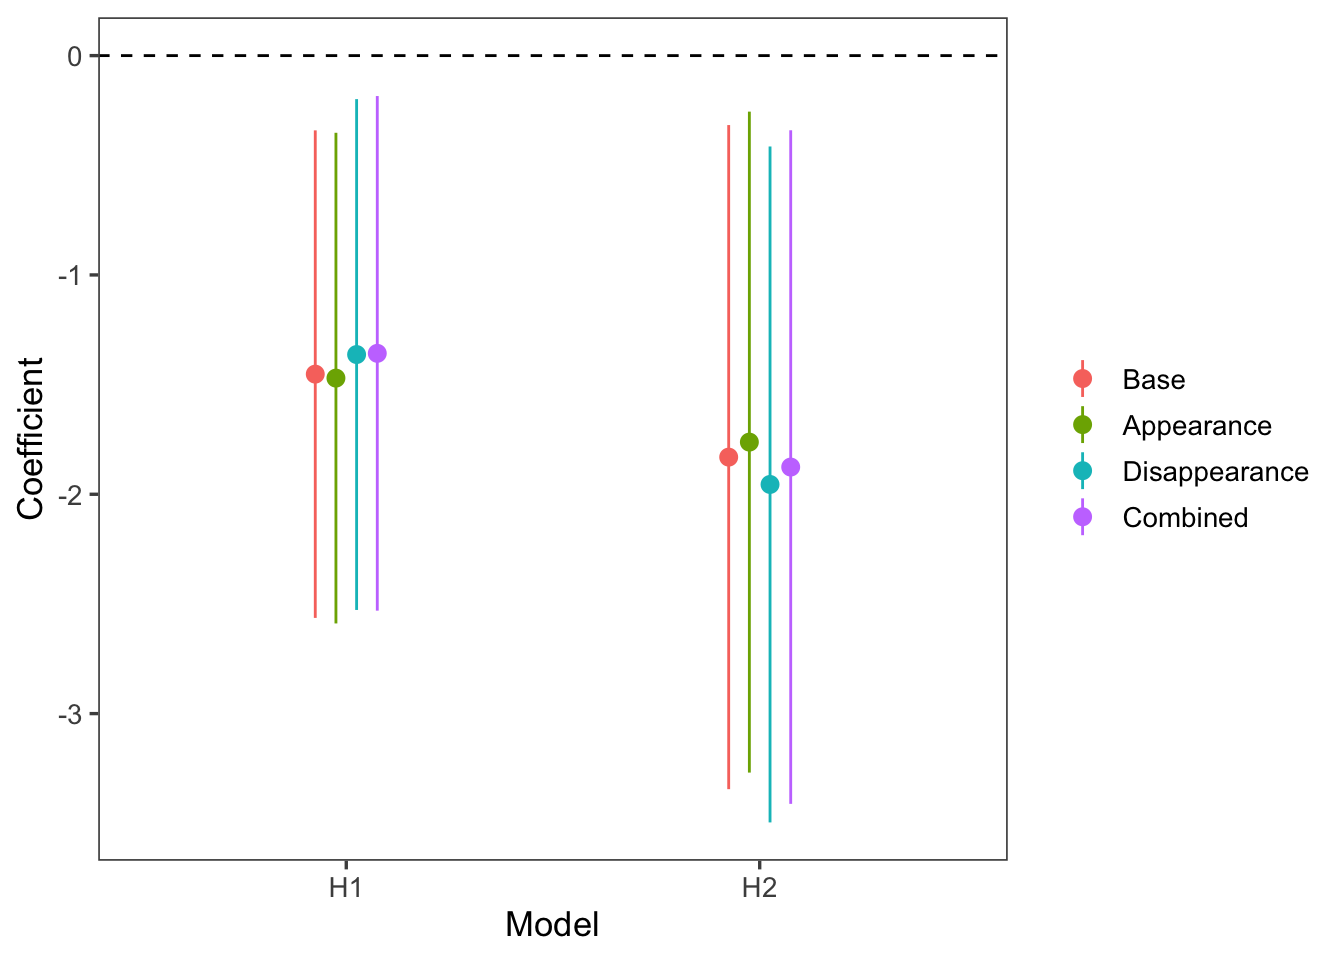 0
-1
-2
-3
Coefficient
H1
H2
Model
Base
Appearance
Disappearance
Combined